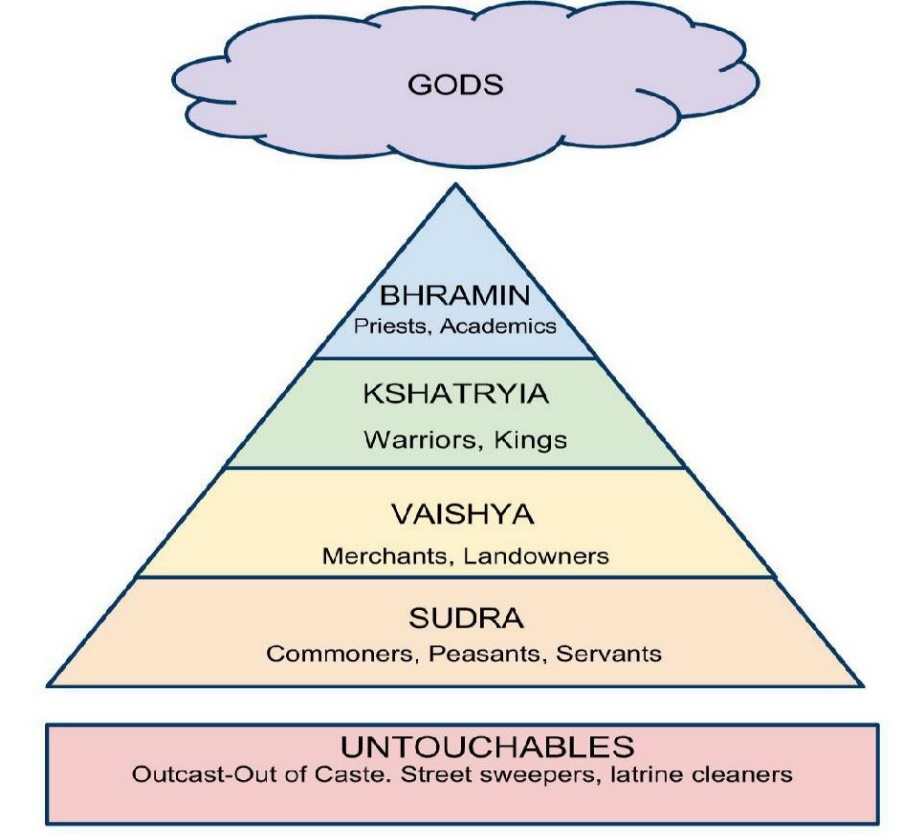 GODS
BHRAMIN
Priests, Academics
KSHATRYIA
Warriors, Kings
VAISHYA
Merchants, Landowners
SUDRA
Commoners, Peasants, Servants
UNTOUCHABLES
Outcast-Out of Caste. Street sweepers, latrine cleaners